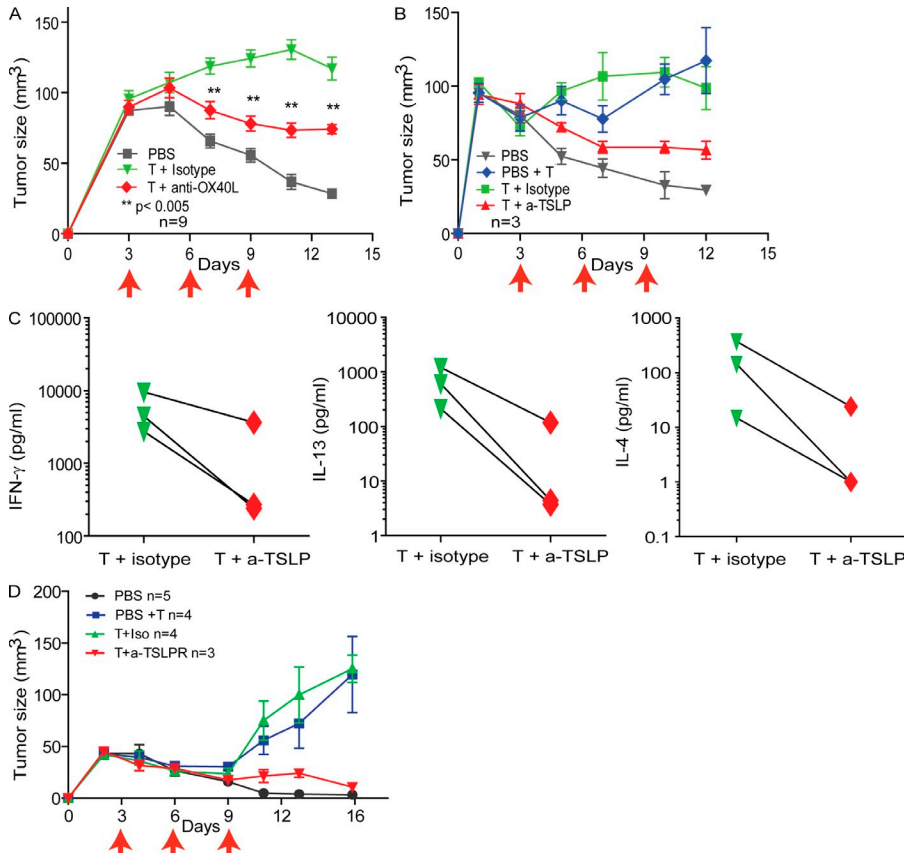 A
Tumor size (mm³)
150
100
50
0
0 3 6 9 12 15
Days
PBS
T + Isotype
T + anti-OX40L
** p< 0.005
n=9
** ** ** **
B
Tumor size (mm³)
150
100
50
0
0 3 6 9 12 15
Days
PBS
PBS + T
T + Isotype
T + a-TSLP
n=3
C
IFN-γ (pg/ml)
100000
10000
1000
100
T + isotype T + a-TSLP
IL-13 (pg/ml)
10000
1000
100
10
1
T + isotype T + a-TSLP
IL-4 (pg/ml)
1000
100
10
1
0.1
T + isotype T + a-TSLP
D
Tumor size (mm³)
200
150
100
50
0
0 3 6 9 12 16
Days
PBS n=5
PBS +T n=4
T+Iso n=4
T+a-TSLPR n=3